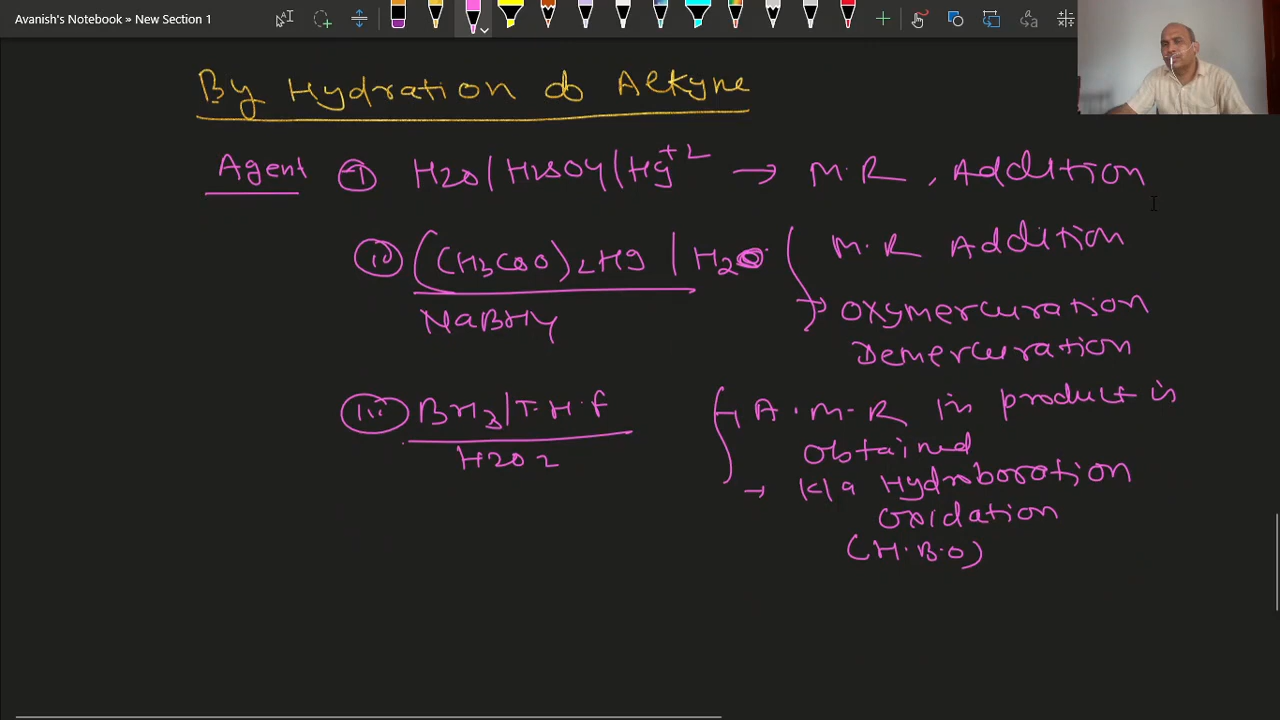 Avanish's Notebook » New Section 1
By Hydration of Alkyne
Agent (i) H2O/H2SO4/Hg+2 → M.R. Addition
(ii) (CH3COO)2Hg | H2O M.R Addition
NaBH4 → Oxymercuration
Demercuration
(iii) BH3/T.H.F → A.M.R in product is
H2O2 obtained
→ K/a Hydroboration
oxidation
(H.B.O)